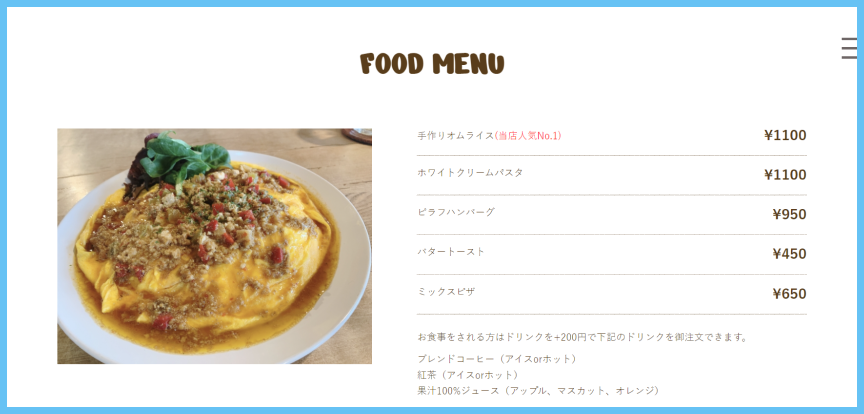 FOOD MENU
手作りオムライス(当店人気No.1) ¥1100
ホワイトクリームパスタ ¥1100
ピラフハンバーグ ¥950
バタートースト ¥450
ミックスピザ ¥650
お食事をされる方はドリンクを+200円で下記のドリンクを御注文できます。
ブレンドコーヒー（アイスorホット）
紅茶（アイスorホット）
果汁100%ジュース（アップル、マスカット、オレンジ）